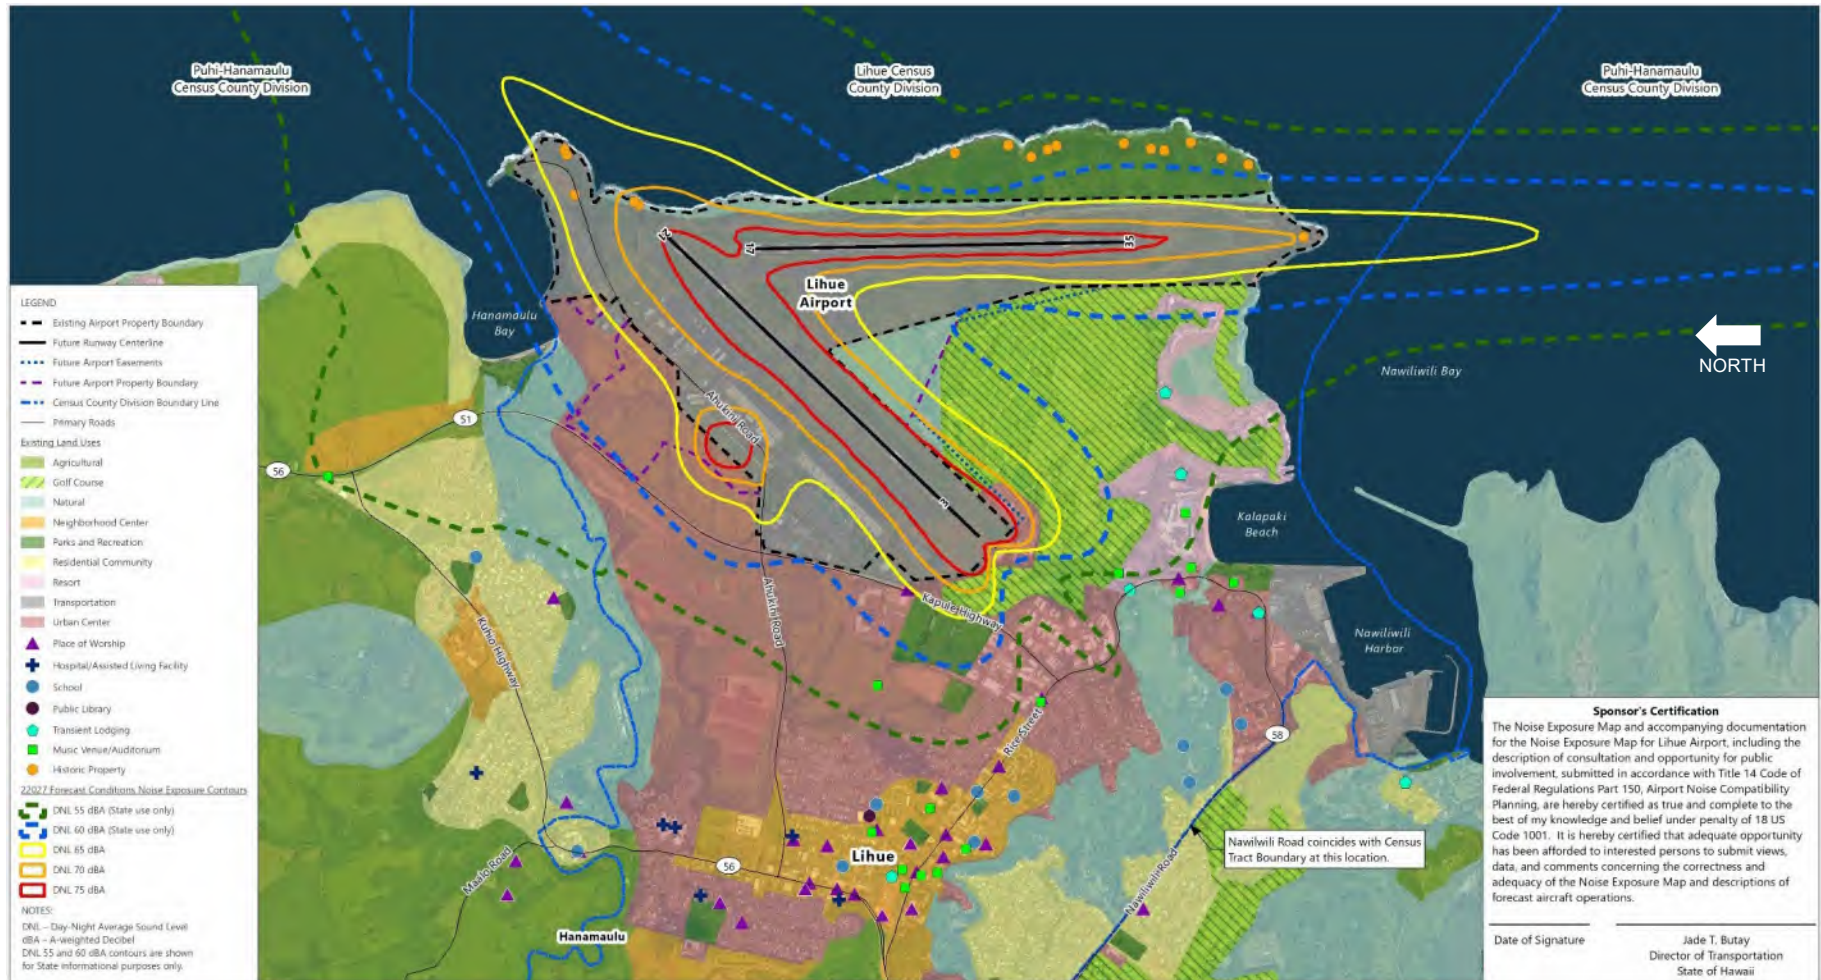 Puhi-Hanamaulu
Census County Division
Lihue Census
County Division
Puhi-Hanamaulu
Census County Division
21
17
35
Lihue
Airport
LEGEND
Existing Airport Property Boundary
Future Runway Centerline
Future Airport Easements
Future Airport Property Boundary
Census County Division Boundary Line
Primary Roads
Existing Land Uses
Agricultural
Golf Course
Natural
Neighborhood Center
Parks and Recreation
Residential Community
Resort
Transportation
Urban Center
Place of Worship
Hospital/Assisted Living Facility
School
Public Library
Transient Lodging
Music Venue/Auditorium
Historic Property
22027 Forecast Conditions Noise Exposure Contours
DNL 55 dBA (State use only)
DNL 60 dBA (State use only)
DNL 65 dBA
DNL 70 dBA
DNL 75 dBA
NOTES:
DNL – Day-Night Average Sound Level
dBA – A-weighted Decibel
DNL 55 and 60 dBA contours are shown
for State Informational purposes only.
Hanamaulu
Bay
NORTH
Nawiliwili Bay
Ahukini Road
51
56
3
Kalapaki
Beach
Ahukini Road
Kapule Highway
Kuhio Highway
Nawiliwili
Harbor
Rice Street
58
Nawilwili Road coincides with Census
Tract Boundary at this location.
Lihue
56
Maalo Road
Nawiliwili Road
Hanamaulu
Sponsor's Certification
The Noise Exposure Map and accompanying documentation
for the Noise Exposure Map for Lihue Airport, including the
description of consultation and opportunity for public
involvement, submitted in accordance with Title 14 Code of
Federal Regulations Part 150, Airport Noise Compatibility
Planning, are hereby certified as true and complete to the
best of my knowledge and belief under penalty of 18 US
Code 1001. It is hereby certified that adequate opportunity
has been afforded to interested persons to submit views,
data, and comments concerning the correctness and
adequacy of the Noise Exposure Map and descriptions of
forecast aircraft operations.
Date of Signature
Jade T. Butay
Director of Transportation
State of Hawaii